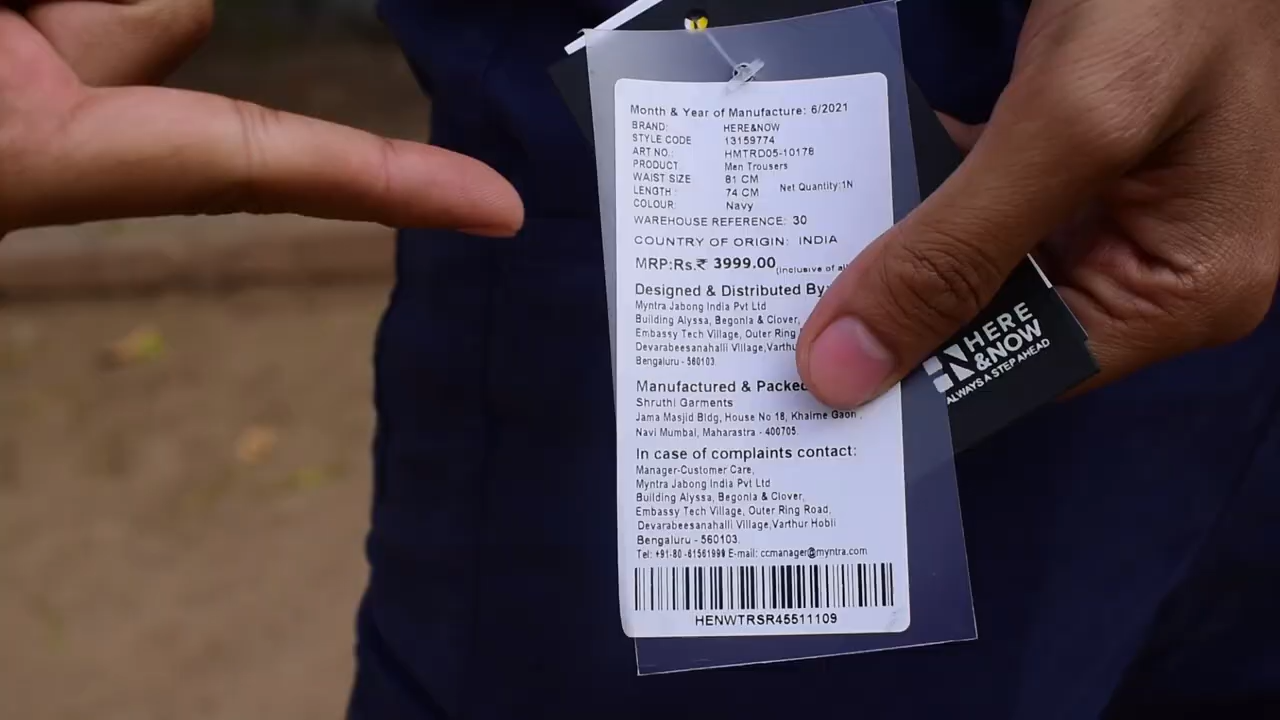 Month & Year of Manufacture: 6/2021
BRAND: HERE&NOW
STYLE CODE 13159774
ART NO.: HMTRD05-10178
PRODUCT Men Trousers
WAIST SIZE 81 CM
LENGTH : 74 CM Net Quantity:1N
COLOUR: Navy
WAREHOUSE REFERENCE: 30
COUNTRY OF ORIGIN: INDIA
MRP:Rs.₹ 3999.00 (Inclusive of
Designed & Distributed By:
Myntra Jabong India Pvt Ltd
Building Alyssa, Begonia & Clover,
Embassy Tech Village, Outer Ring
Devarabeesanahalli Village,
Bengaluru - 560103.
Manufactured &
Shruthi Garments
Jama Masjid Bldg, House No 18, Khairne Gaon ,
Navi Mumbai, Maharastra - 400705.
In case of complaints contact:
Manager-Customer Care,
Myntra Jabong India Pvt Ltd
Building Alyssa, Begonia & Clover,
Embassy Tech Village, Outer Ring Road,
Devarabeesanahalli Village,Varthur Hobli
Bengaluru - 560103.
Tel: +91-80 -61561999 E-mail: ccmanager@myntra.com
HENWTRSR45511109
HERE
&NOW
ALWAYS A STEP AHEAD